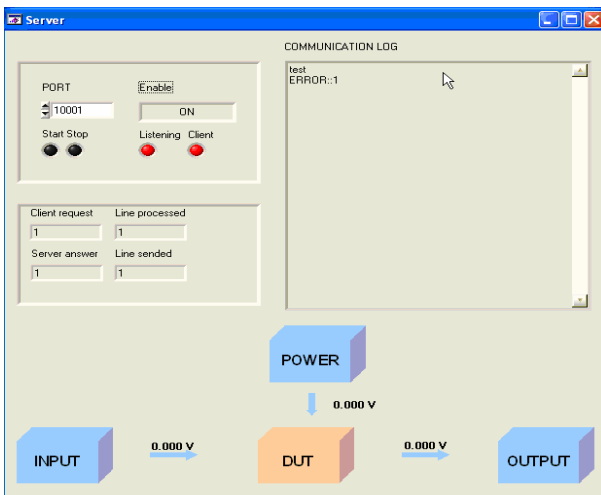 Server
COMMUNICATION LOG
PORT
Enable
10001
ON
Start Stop
Listening Client
test
ERROR::1
Client request
Line processed
1
1
Server answer
Line sended
1
1
POWER
0.000 V
INPUT
0.000 V
DUT
0.000 V
OUTPUT